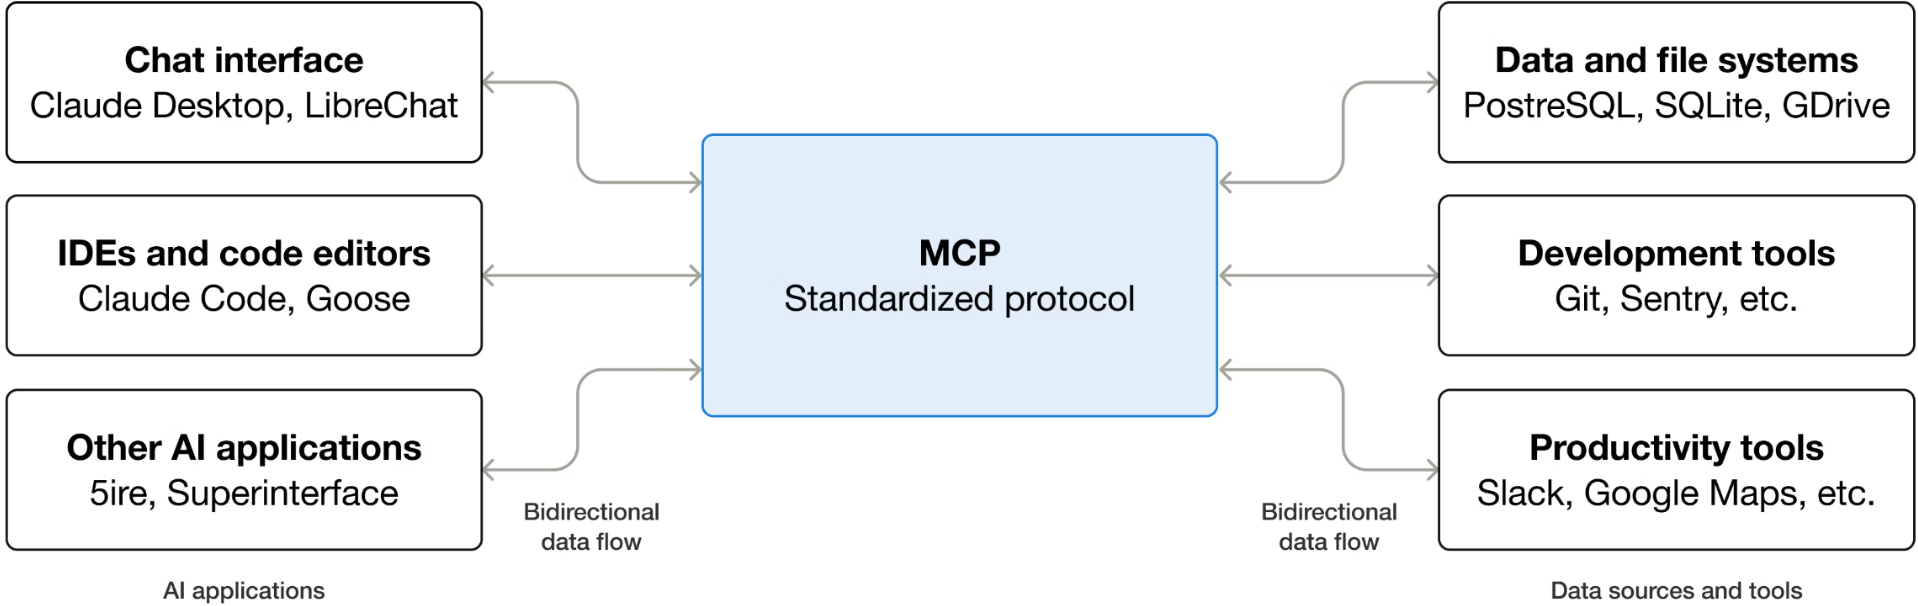 Chat interface
Claude Desktop, LibreChat
IDEs and code editors
Claude Code, Goose
Other AI applications
5ire, Superinterface
AI applications
Bidirectional
data flow
MCP
Standardized protocol
Bidirectional
data flow
Data and file systems
PostreSQL, SQLite, GDrive
Development tools
Git, Sentry, etc.
Productivity tools
Slack, Google Maps, etc.
Data sources and tools